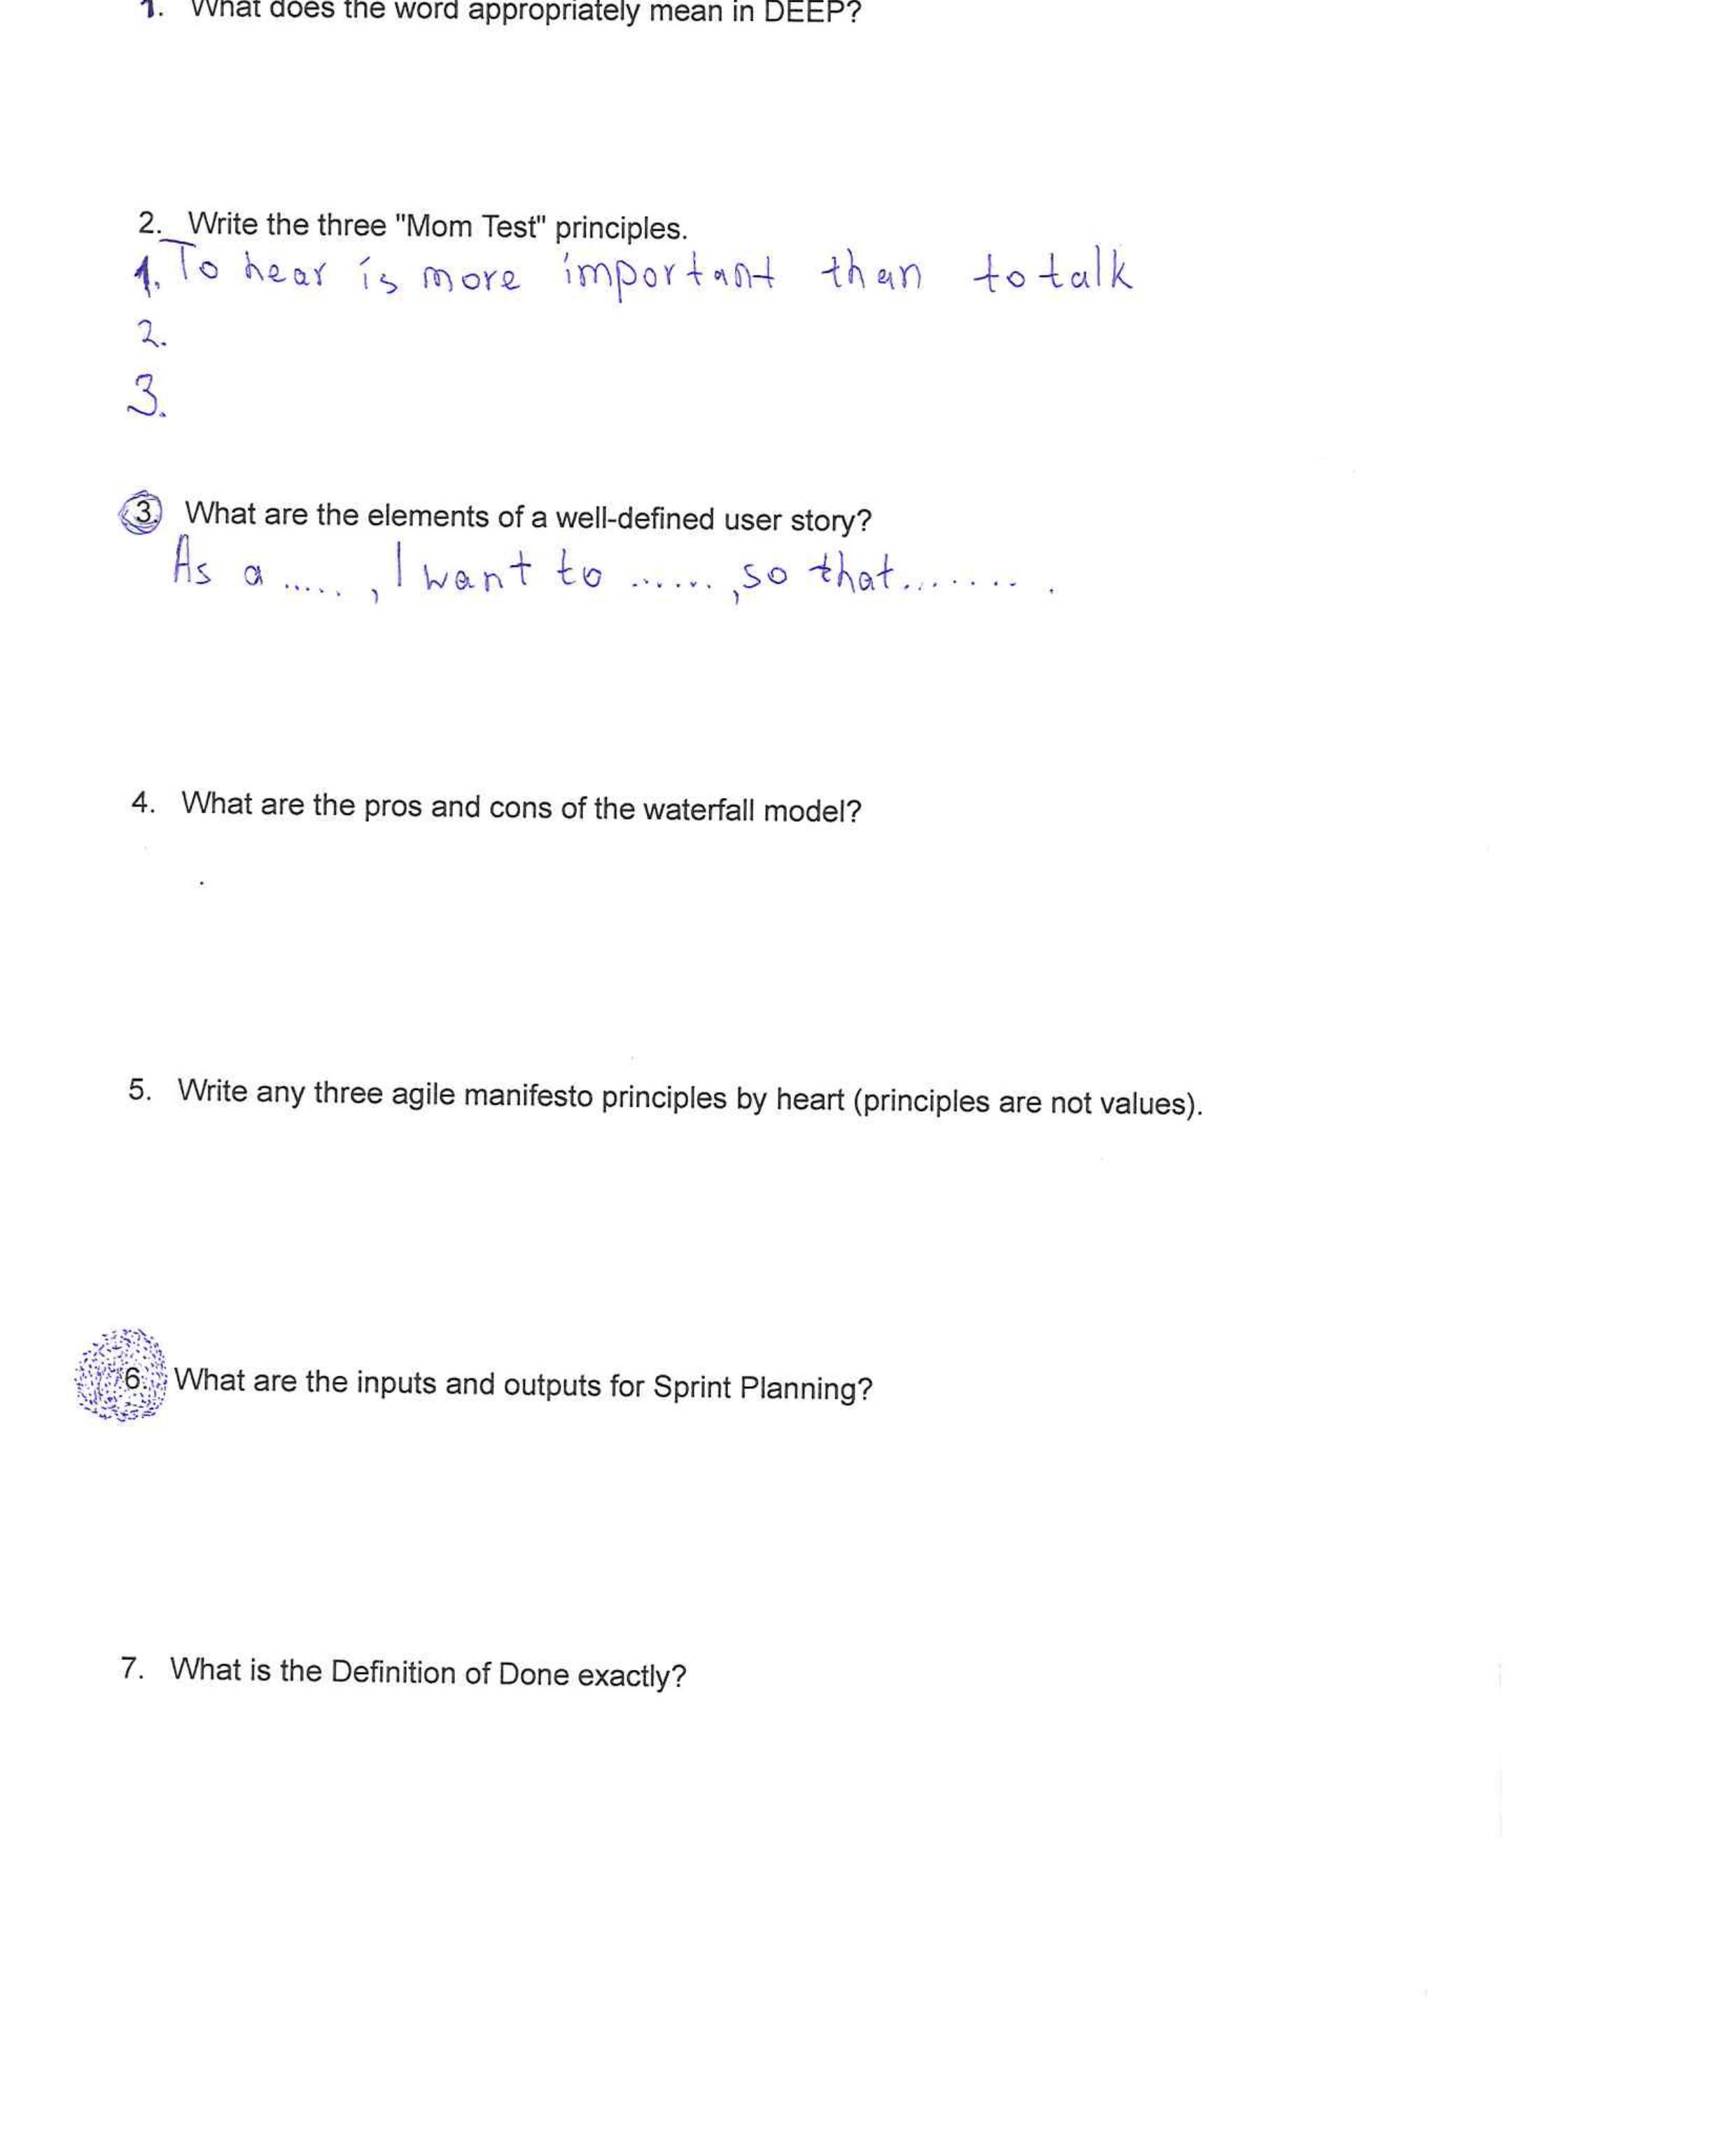 1. What does the word appropriately mean in DEEP?
2. Write the three "Mom Test" principles.
1. To hear is more important than to talk
2.
3.
3. What are the elements of a well-defined user story?
As a ....., I want to ......, so that....... .
4. What are the pros and cons of the waterfall model?
5. Write any three agile manifesto principles by heart (principles are not values).
6. What are the inputs and outputs for Sprint Planning?
7. What is the Definition of Done exactly?